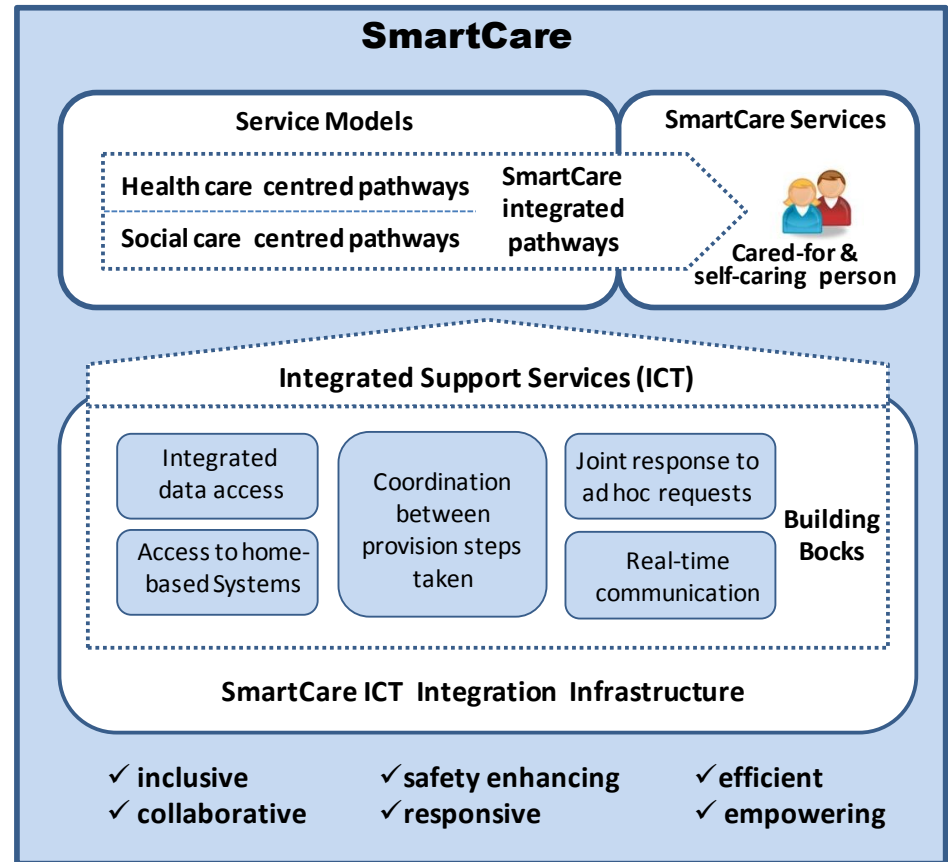 SmartCare
Service Models
SmartCare Services
Health care centred pathways
Social care centred pathways
SmartCare
integrated
pathways
Cared-for &
self-caring person
Integrated Support Services (ICT)
Integrated
data access
Access to home-
based Systems
Coordination
between
provision steps
taken
Joint response to
ad hoc requests
Real-time
communication
Building
Bocks
SmartCare ICT Integration Infrastructure
✓ inclusive
✓ collaborative
✓ safety enhancing
✓ responsive
✓ efficient
✓ empowering